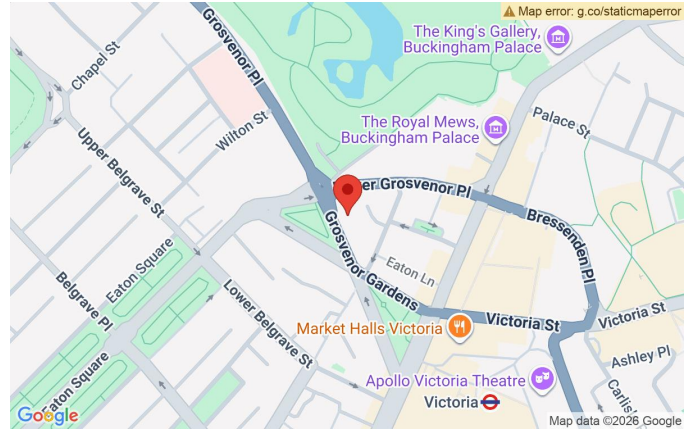 Map error: g.co/staticmaperror
Grosvenor Pl
The King's Gallery,
Buckingham Palace
Chapel St
Wilton St
The Royal Mews,
Buckingham Palace
Palace St
Upper Belgrave St
Grosvenor Pl
Bressenden Pl
Grosvenor Gardens
Eaton Square
Eaton Ln
Belgrave Pl
Lower Belgrave St
Market Halls Victoria
Victoria St
Victoria St
Ashley Pl
Eaton Square
Apollo Victoria Theatre
Victoria
Carlisl
Google
Map data ©2026 Google